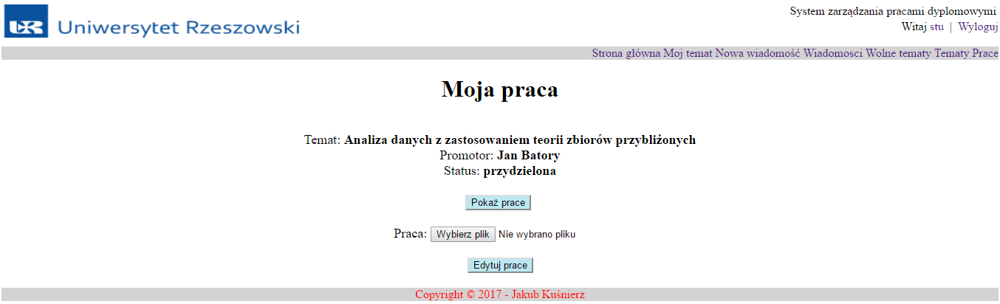 UR Uniwersytet Rzeszowski
System zarządzania pracami dyplomowymi
Witaj stu | Wyloguj
Strona główna Moj temat Nowa wiadomość Wiadomosci Wolne tematy Tematy Prace
Moja praca
Temat: Analiza danych z zastosowaniem teorii zbiorów przybliżonych
Promotor: Jan Batory
Status: przydzielona
Pokaż prace
Praca: Wybierz plik Nie wybrano pliku
Edytuj prace
Copyright © 2017 - Jakub Kuśnierz